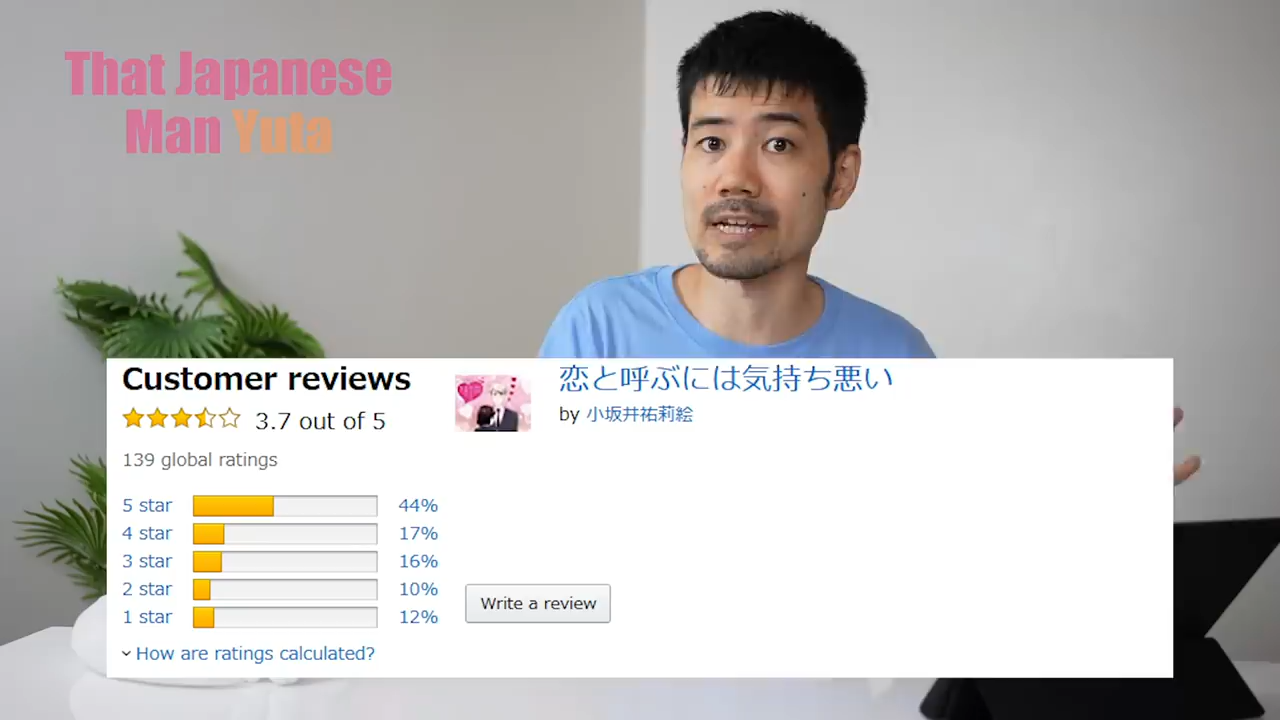 That Japanese
Man Yuta
Customer reviews
3.7 out of 5
139 global ratings
5 star 44%
4 star 17%
3 star 16%
2 star 10%
1 star 12%
How are ratings calculated?
恋と呼ぶには気持ち悪い
by 小坂井祐莉絵
Write a review